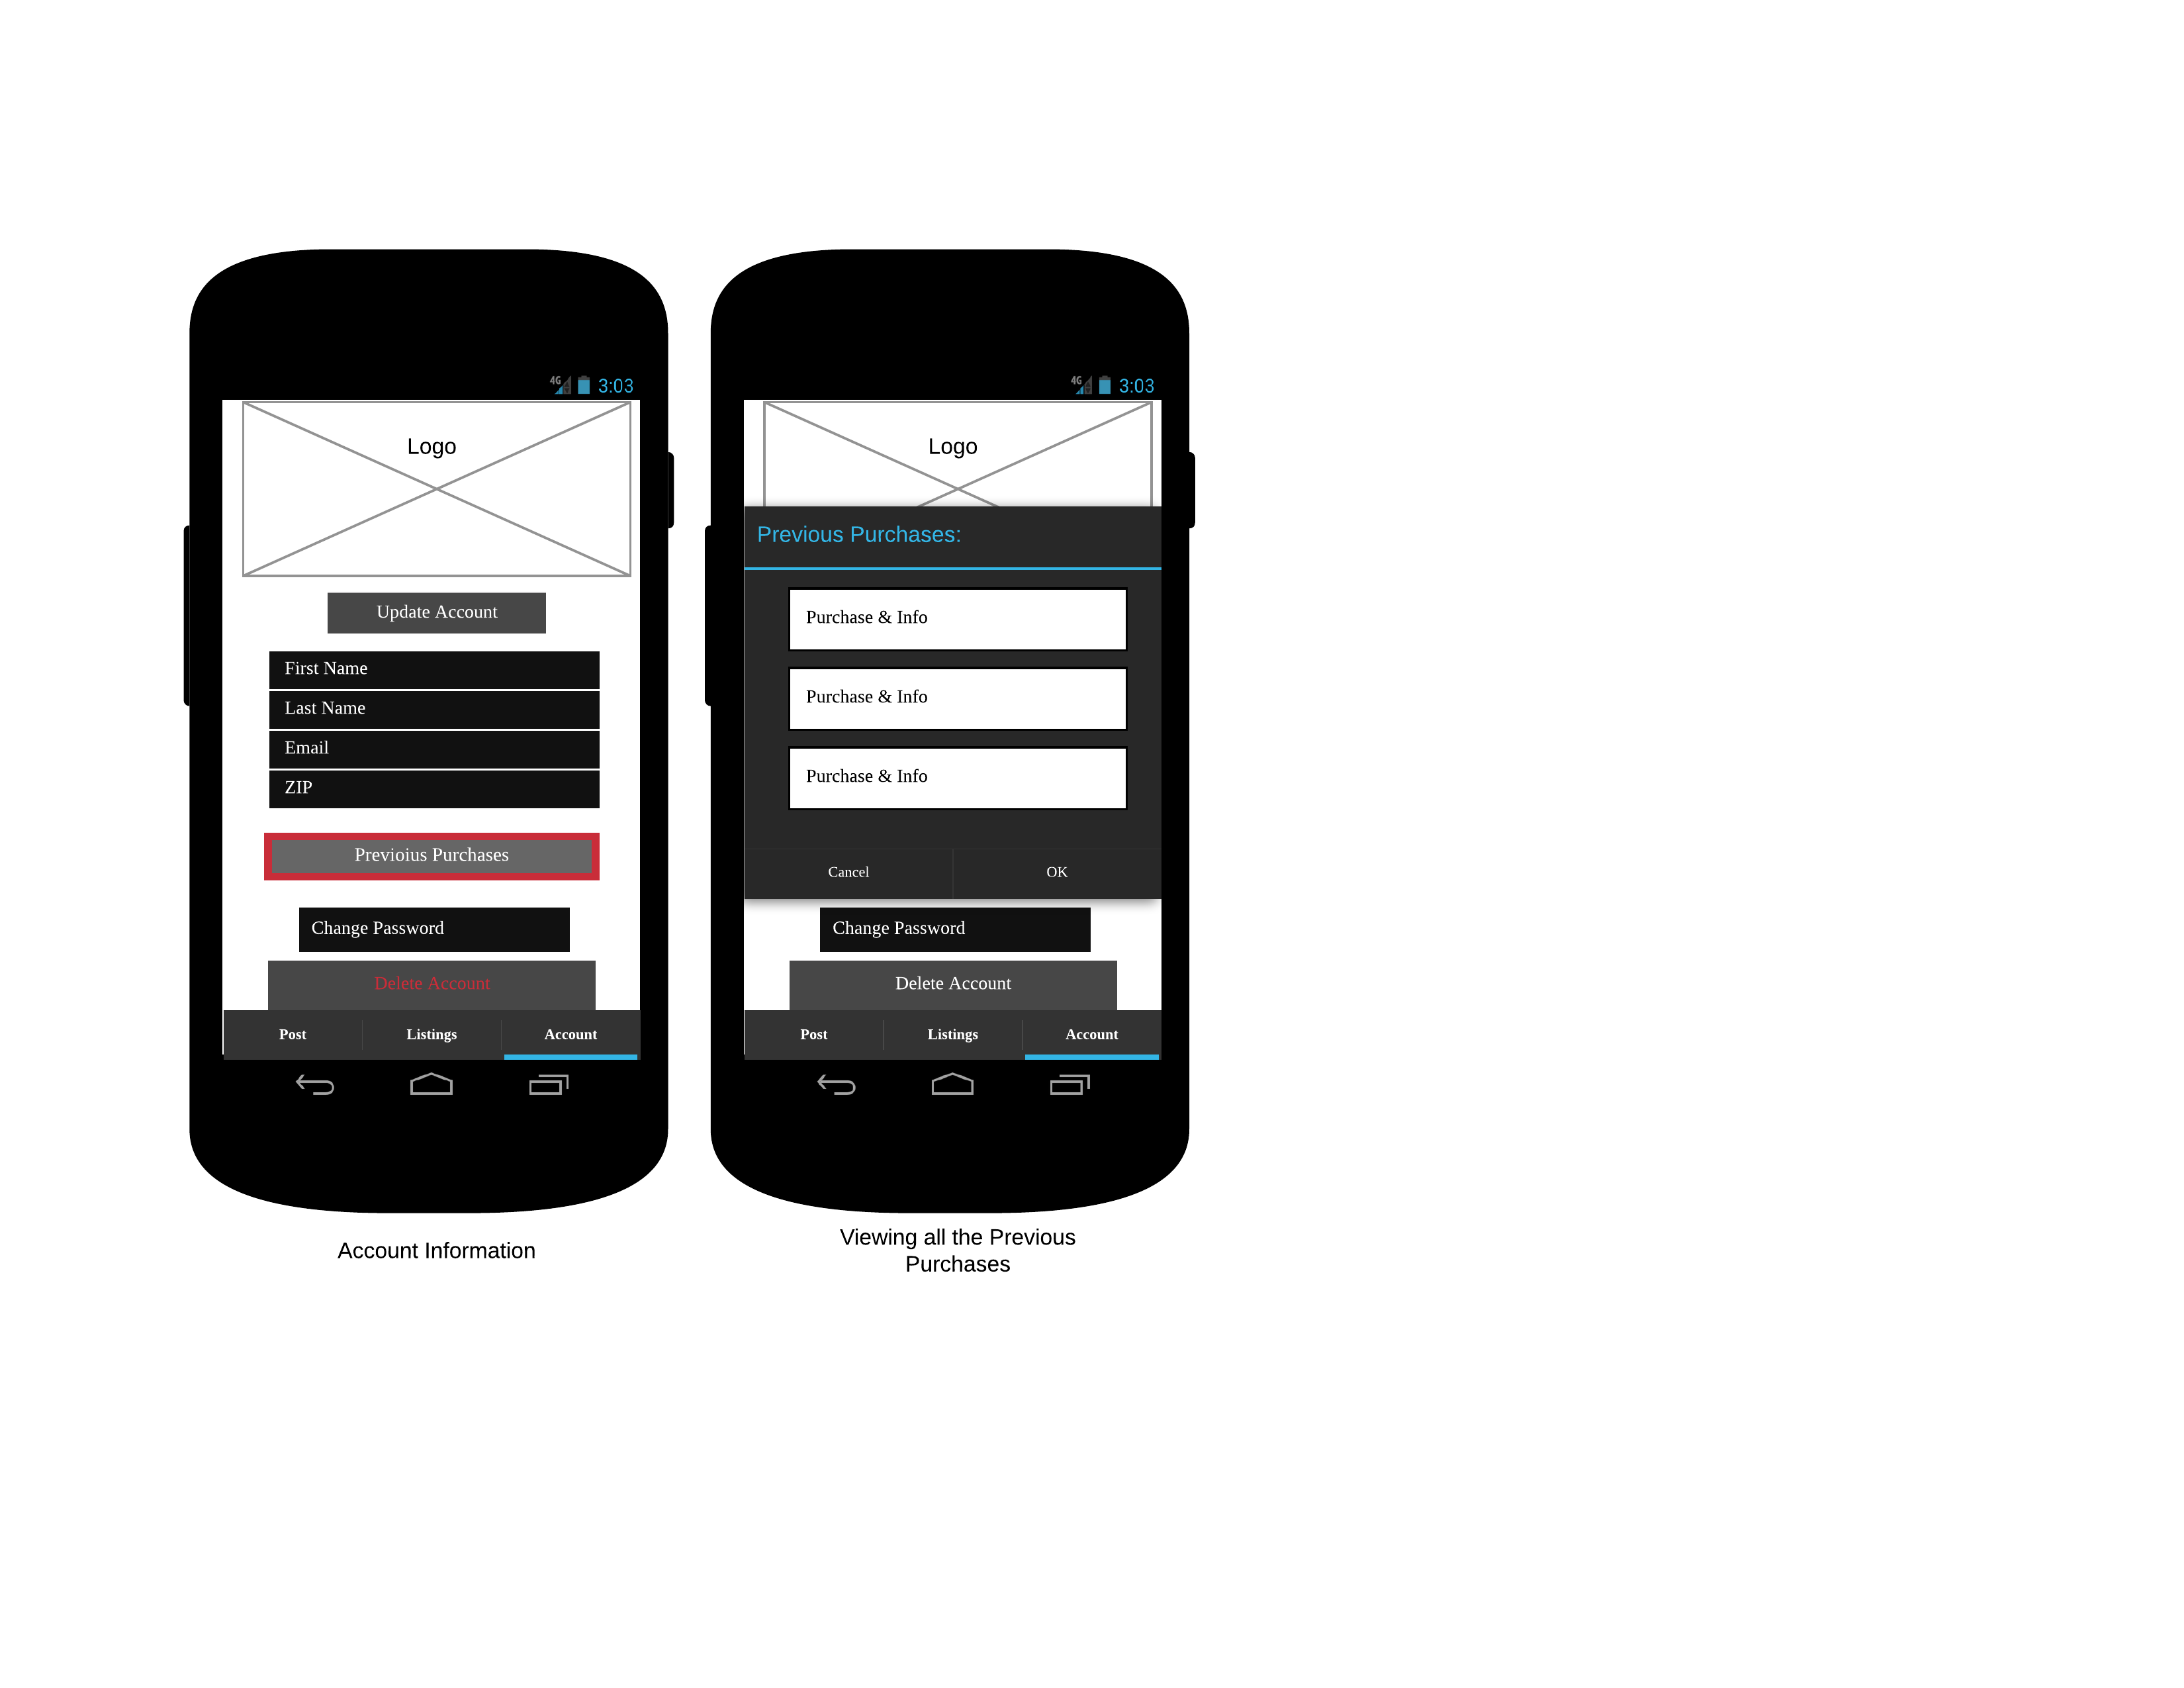 4G 3:03
Logo
Update Account
First Name
Last Name
Email
ZIP
Previoius Purchases
Change Password
Delete Account
Post Listings Account
Account Information
4G 3:03
Logo
Previous Purchases:
Purchase & Info
Purchase & Info
Purchase & Info
Cancel OK
Change Password
Delete Account
Post Listings Account
Viewing all the Previous
Purchases